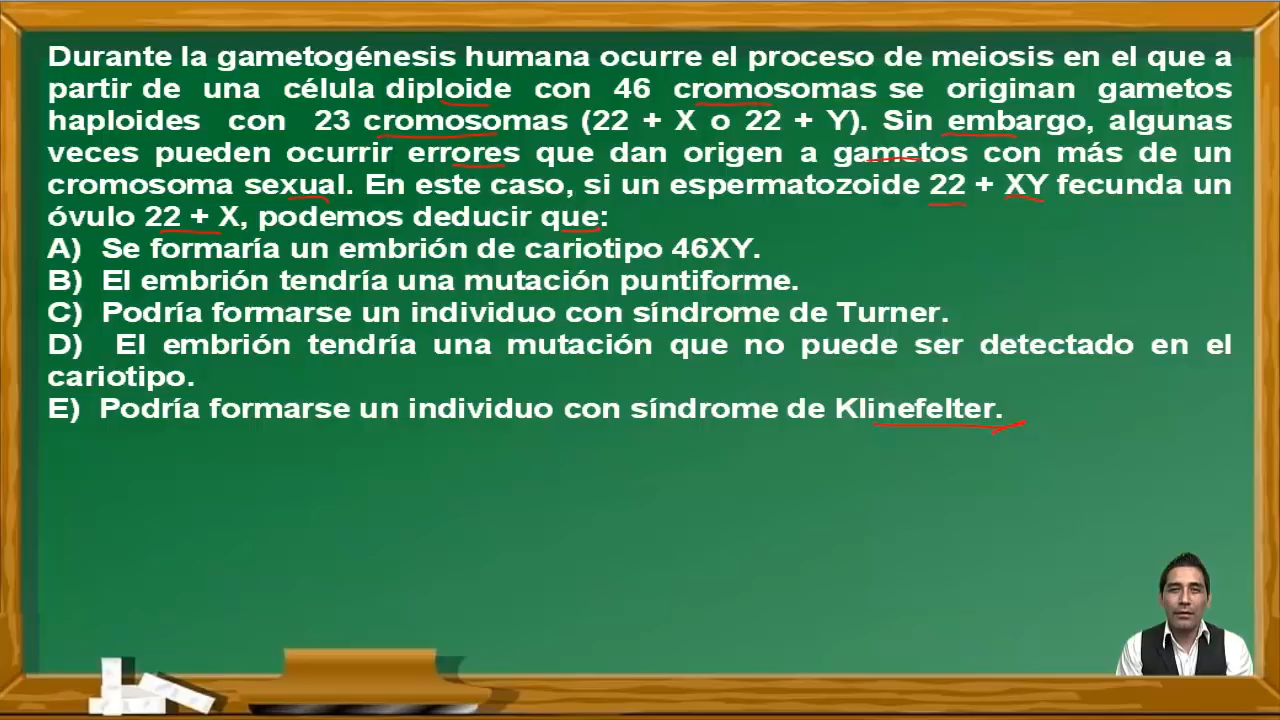 Durante la gametogénesis humana ocurre el proceso de meiosis en el que a
partir de una célula diploide con 46 cromosomas se originan gametos
haploides con 23 cromosomas (22 + X o 22 + Y). Sin embargo, algunas
veces pueden ocurrir errores que dan origen a gametos con más de un
cromosoma sexual. En este caso, si un espermatozoide 22 + XY fecunda un
óvulo 22 + X, podemos deducir que:
A) Se formaría un embrión de cariotipo 46XY.
B) El embrión tendría una mutación puntiforme.
C) Podría formarse un individuo con síndrome de Turner.
D) El embrión tendría una mutación que no puede ser detectado en el
cariotipo.
E) Podría formarse un individuo con síndrome de Klinefelter.